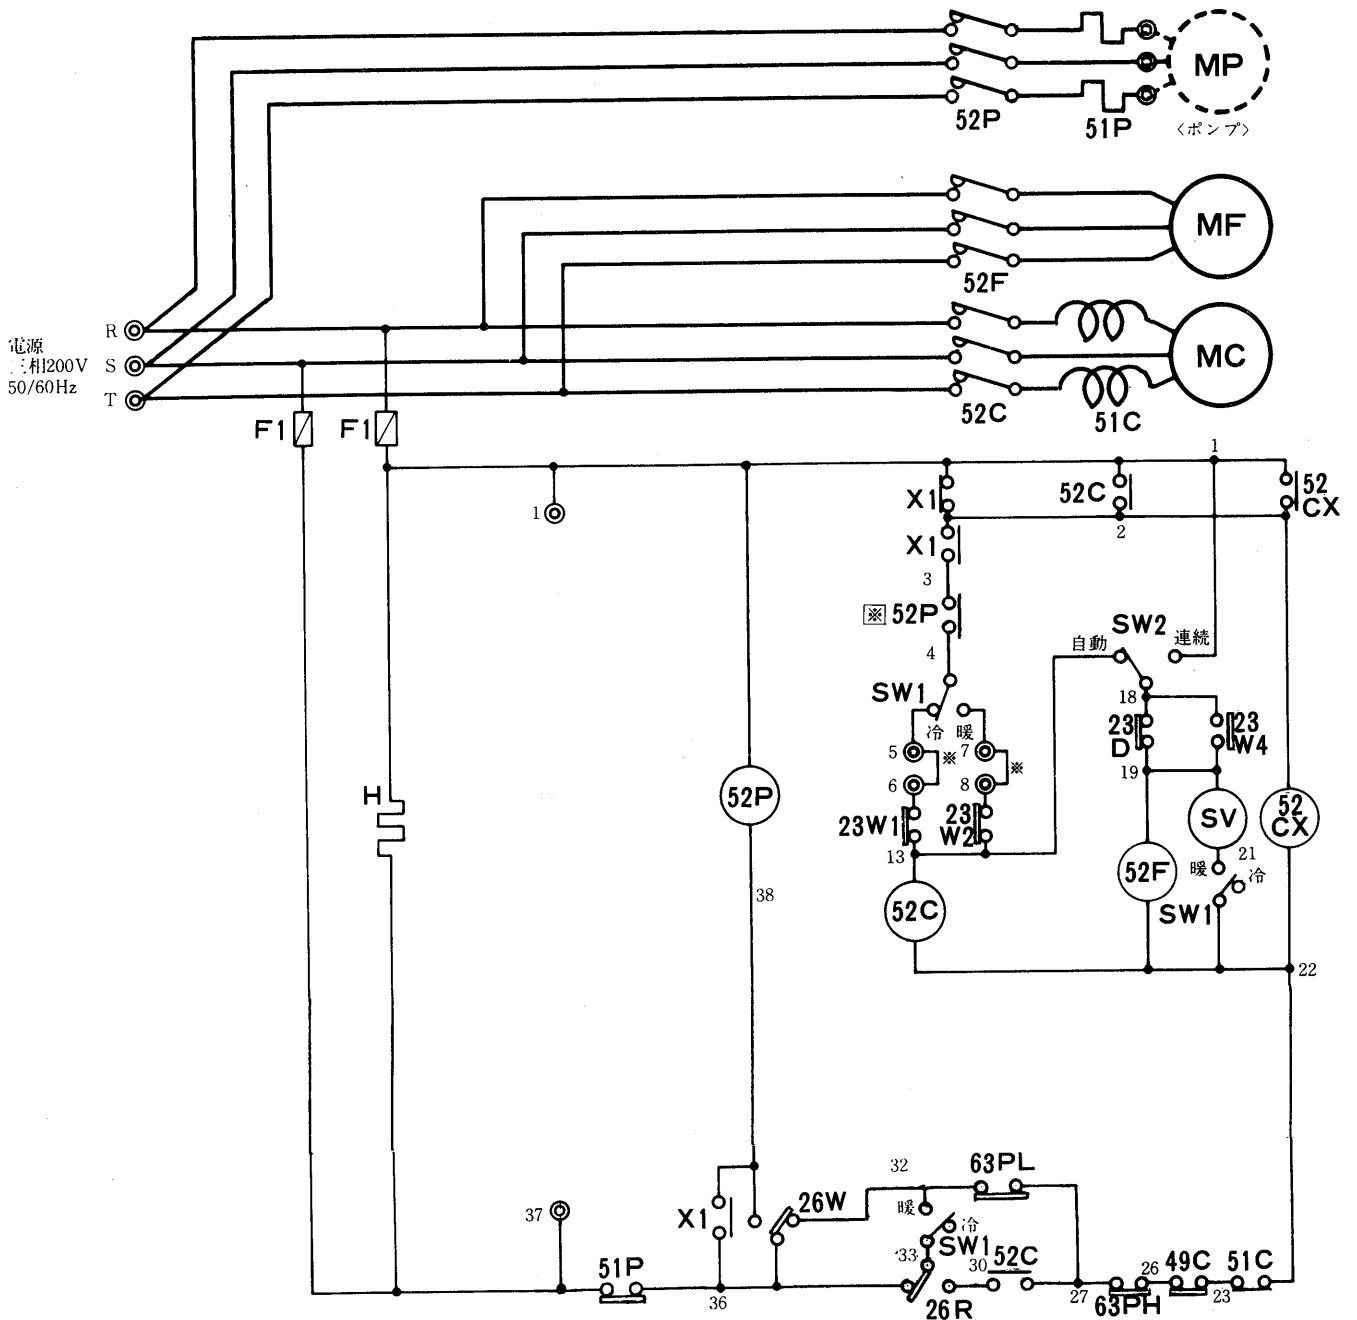 MP
52P
51P
〈ポンプ〉
MF
52F
R
電源
三相200V
S
50/60Hz
T
MC
52C
51C
F1
F1
1
1
X1
52C
52
CX
2
X1
3
※ 52P
4
SW2
自動
連続
SW1
18
冷
暖
23
D
23
W4
5
※
7
19
6
8
※
H
52P
23W1
23
W2
SV
52
CX
13
21
暖
冷
52F
38
52C
SW1
22
32
63PL
暖
26W
37
X1
冷
33
SW1
30
52C
51P
26
49C
51C
36
26R
27
63PH
23